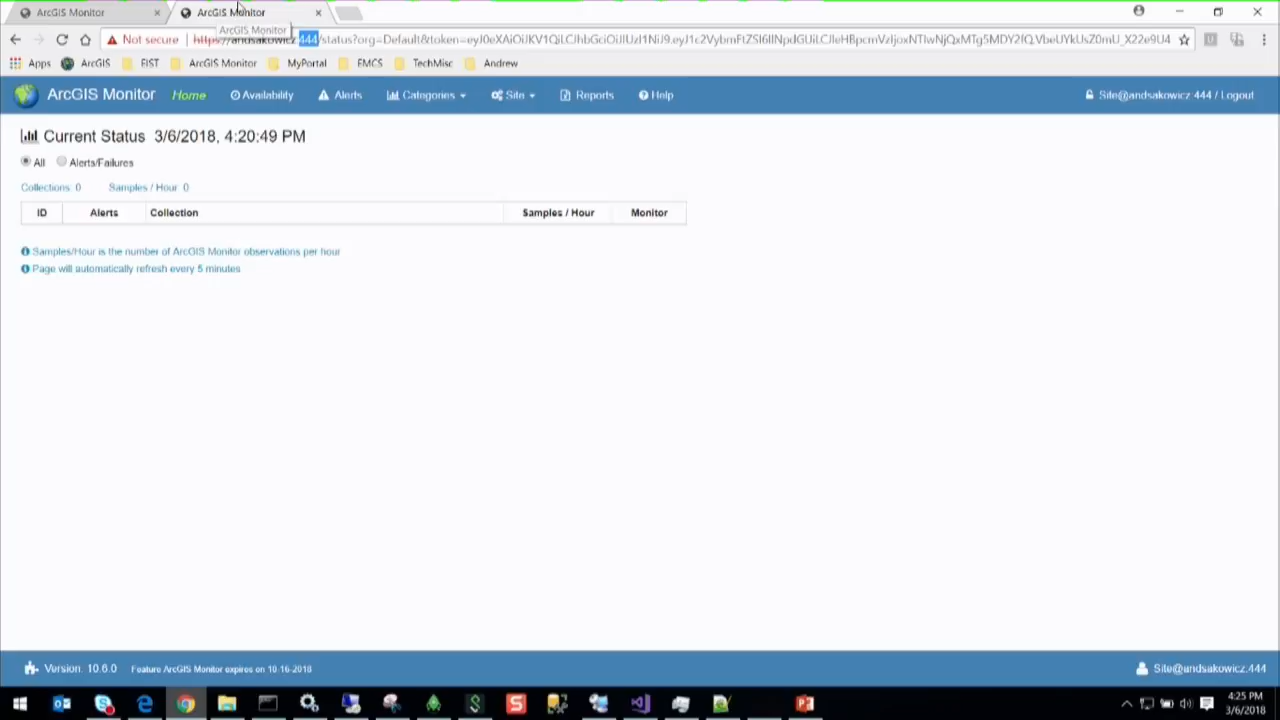 ArcGIS Monitor
ArcGIS Monitor
ArcGIS Monitor
Not secure https://andsakowicz:444/status?org=Default&token=
Apps ArcGIS FIST ArcGIS Monitor MyPortal EMCS TechMisc Andrew
ArcGIS Monitor Home Availability Alerts Categories Site Reports Help Site@andsakowicz:444 / Logout
Current Status 3/6/2018, 4:20:49 PM
All Alerts/Failures
Collections 0 Samples / Hour 0
ID Alerts Collection Samples / Hour Monitor
Samples/Hour is the number of ArcGIS Monitor observations per hour
Page will automatically refresh every 5 minutes
Version: 10.6.0 Feature ArcGIS Monitor expires on 10-16-2018 Site@andsakowicz:444
4:25 PM
3/6/2018